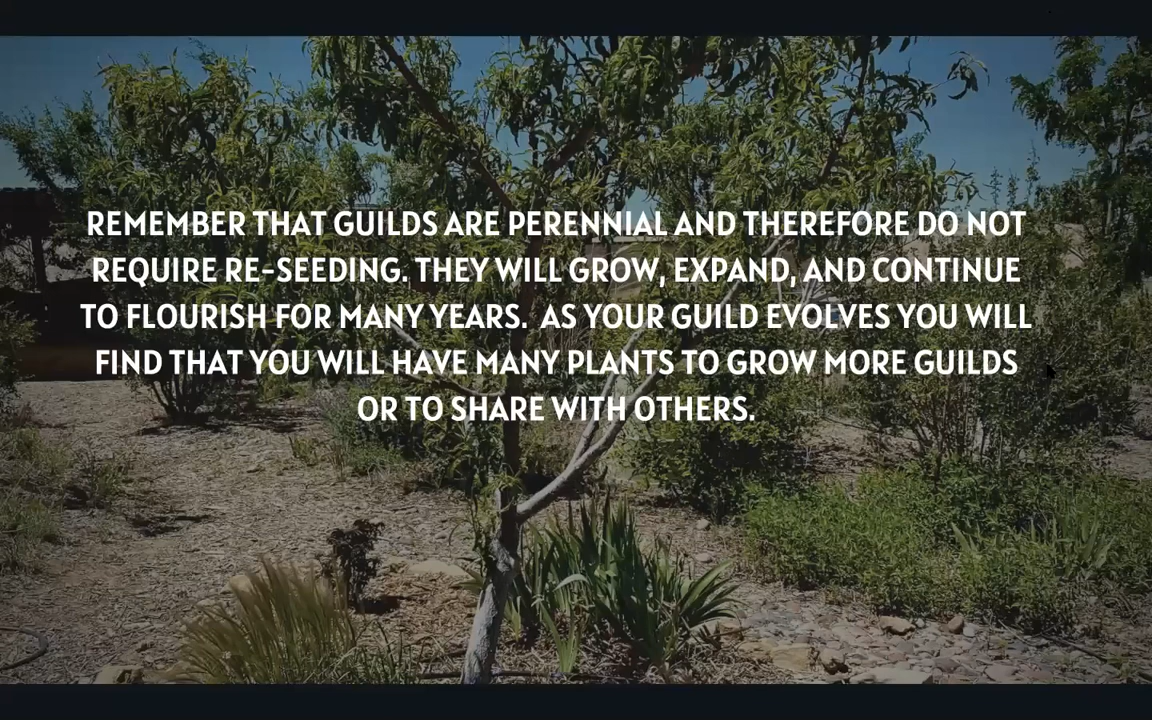 REMEMBER THAT GUILDS ARE PERENNIAL AND THEREFORE DO NOT
REQUIRE RE-SEEDING. THEY WILL GROW, EXPAND, AND CONTINUE
TO FLOURISH FOR MANY YEARS.  AS YOUR GUILD EVOLVES YOU WILL
FIND THAT YOU WILL HAVE MANY PLANTS TO GROW MORE GUILDS
OR TO SHARE WITH OTHERS.